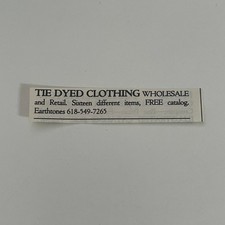 TIE DYED CLOTHING WHOLESALE
and Retail. Sixteen different items, FREE catalog.
Earthtones 618-549-7265